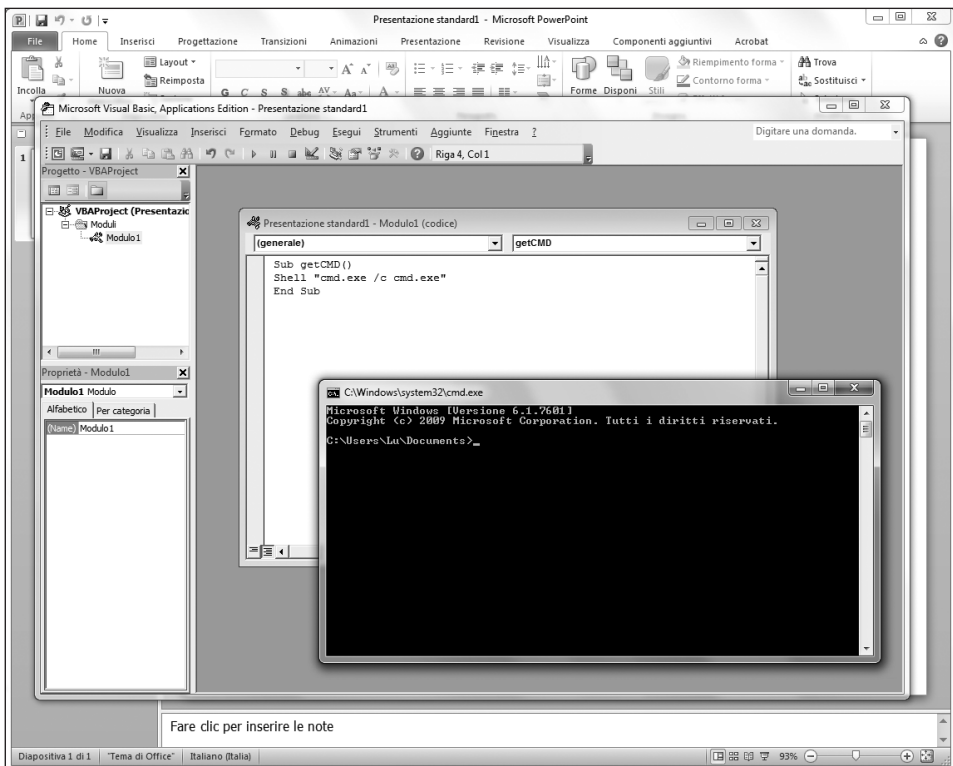 Presentazione standard1 - Microsoft PowerPoint
File Home Inserisci Progettazione Transizioni Animazioni Presentazione Revisione Visualizza Componenti aggiuntivi Acrobat
Incolla
Nuova
Layout
Reimposta
G C S S abc AV Aa A
Forme Disponi Stili
Riempimento forma
Contorno forma
Trova
Sostituisci
Microsoft Visual Basic, Applications Edition - Presentazione standard1
File Modifica Visualizza Inserisci Formato Debug Esegui Strumenti Aggiunte Finestra ?
Digitare una domanda.
Riga 4, Col 1
Progetto - VBAProject
VBAProject (Presentazio
Moduli
Modulo1
Presentazione standard1 - Modulo1 (codice)
(generale) getCMD
Sub getCMD()
Shell "cmd.exe /c cmd.exe"
End Sub
Proprietà - Modulo1
Modulo1 Modulo
Alfabetico Per categoria
(Name) Modulo1
C:\Windows\system32\cmd.exe
Microsoft Windows [Versione 6.1.7601]
Copyright (c) 2009 Microsoft Corporation. Tutti i diritti riservati.
C:\Users\Lu\Documents>_
1
Fare clic per inserire le note
Diapositiva 1 di 1 "Tema di Office" Italiano (Italia) 93%